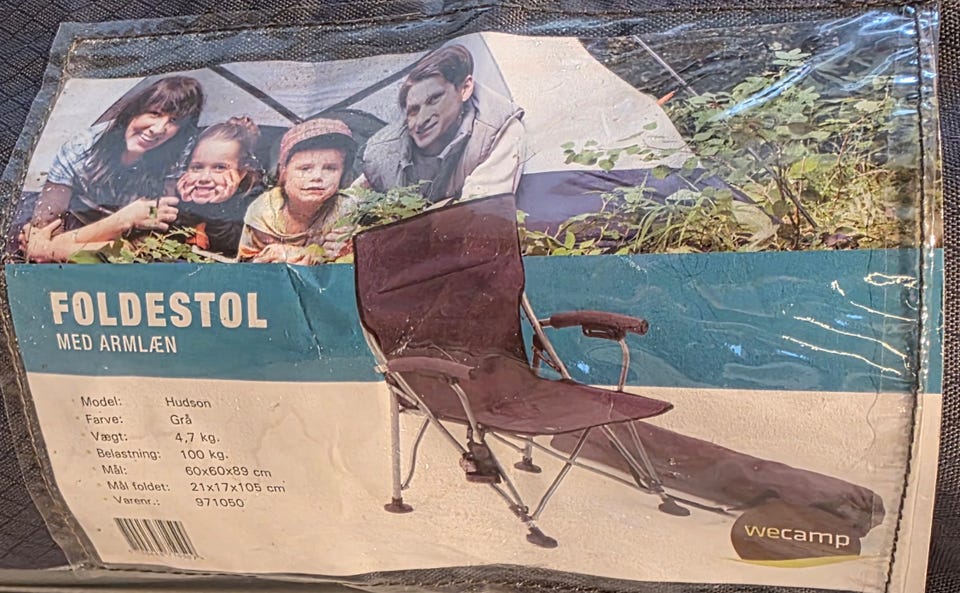 FOLDESTOL
MED ARMLÆN
Model: Hudson
Farve: Grå
Vægt: 4,7 kg.
Belastning: 100 kg.
Mål: 60x60x89 cm
Mål foldet: 21x17x105 cm
Varenr.: 971050
wecamp